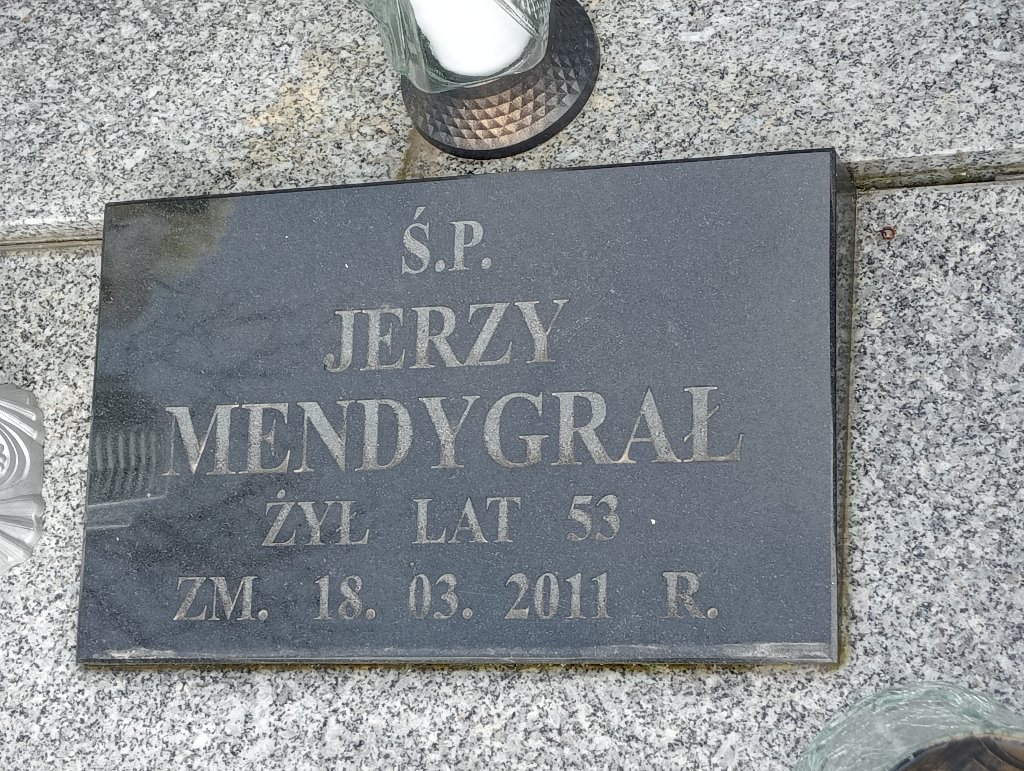 Ś.P.
JERZY
MENDYGRAŁ
ŻYŁ LAT 53
ZM. 18. 03. 2011 R.